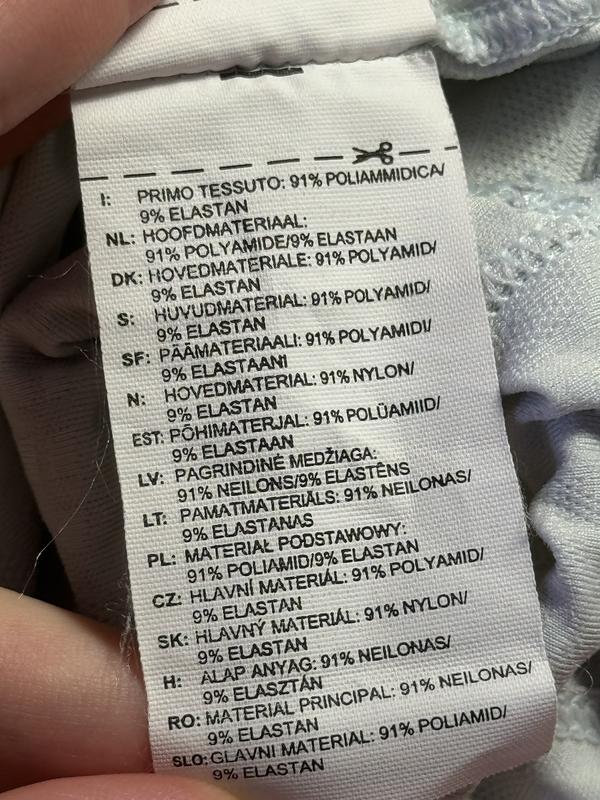 I: PRIMO TESSUTO: 91% POLIAMMIDICA/
9% ELASTAN
NL: HOOFDMATERIAAL:
91% POLYAMIDE/9% ELASTAAN
DK: HOVEDMATERIALE: 91% POLYAMID/
9% ELASTAN
S: HUVUDMATERIAL: 91% POLYAMID/
9% ELASTAN
SF: PÄÄMATERIAALI: 91% POLYAMIDI/
9% ELASTAANI
N: HOVEDMATERIAL: 91% NYLON/
9% ELASTAN
EST: PÕHIMATERJAL: 91% POLÜAMIID/
9% ELASTAAN
LV: PAGRINDINĖ MEDŽIAGA:
91% NEILONS/9% ELASTĒNS
LT: PAMATMATERIĀLS: 91% NEILONAS/
9% ELASTANAS
PL: MATERIAŁ PODSTAWOWY:
91% POLIAMID/9% ELASTAN
CZ: HLAVNÍ MATERIÁL: 91% POLYAMID/
9% ELASTAN
SK: HLAVNÝ MATERIÁL: 91% NYLON/
9% ELASTAN
H: ALAP ANYAG: 91% NEILONAS/
9% ELASZTÁN
RO: MATERIAL PRINCIPAL: 91% NEILONAS/
9% ELASTAN
SLO: GLAVNI MATERIAL: 91% POLIAMID/
9% ELASTAN